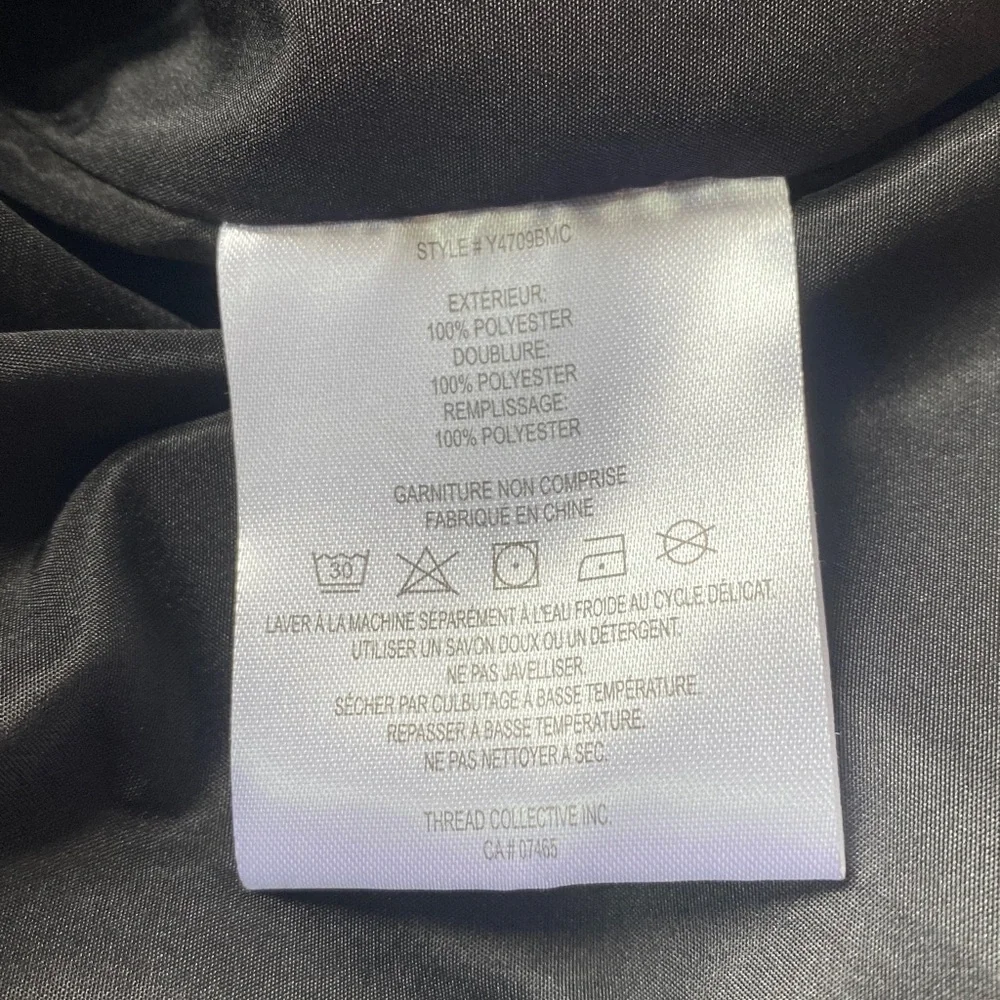 STYLE # Y4709BMC
EXTÉRIEUR:
100% POLYESTER
DOUBLURE:
100% POLYESTER
REMPLISSAGE:
100% POLYESTER
GARNITURE NON COMPRISE
FABRIQUÉ EN CHINE
30
LAVER À LA MACHINE SÉPARÉMENT À L'EAU FROIDE AU CYCLE DÉLICAT.
UTILISER UN SAVON DOUX OU UN DÉTERGENT.
NE PAS JAVELLISER.
SÉCHER PAR CULBUTAGE À BASSE TEMPÉRATURE.
REPASSER À BASSE TEMPÉRATURE.
NE PAS NETTOYER À SEC.
THREAD COLLECTIVE INC.
CA# 07465